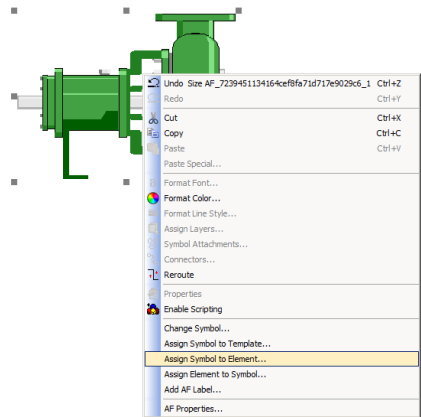 Undo Size AF_7239451134164cef8fa71d717e9029c6_1 Ctrl+Z
Redo Ctrl+Y
Cut Ctrl+X
Copy Ctrl+C
Paste Ctrl+V
Paste Special...
Format Font...
Format Color...
Format Line Style...
Assign Layers...
Symbol Attachments...
Connectors...
Reroute
Properties
Enable Scripting
Change Symbol...
Assign Symbol to Template...
Assign Symbol to Element...
Assign Element to Symbol...
Add AF Label...
AF Properties...